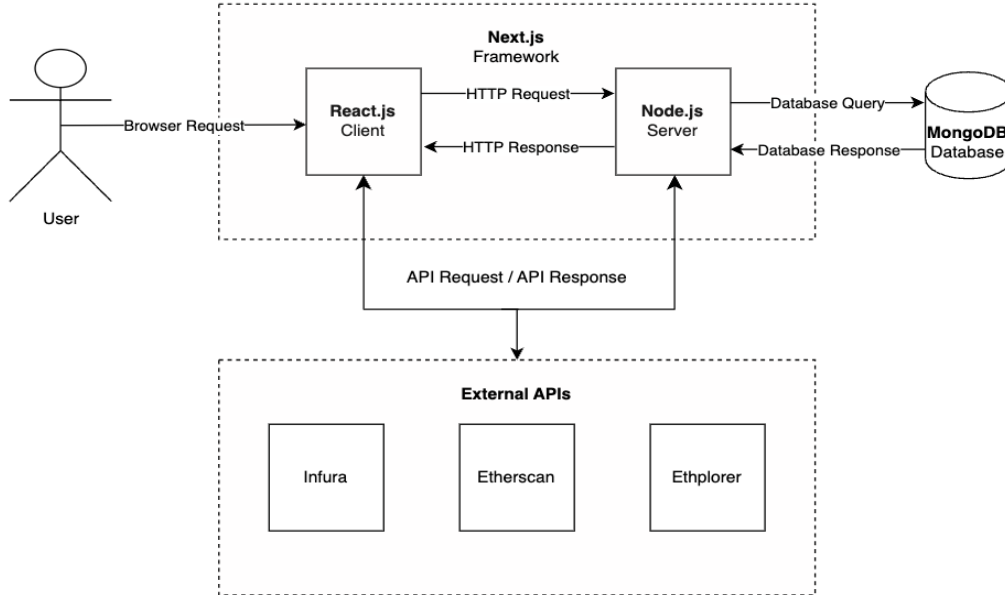 Next.js
Framework
React.js
Client
HTTP Request
Node.js
Server
Database Query
Browser Request
HTTP Response
Database Response
MongoDB
Database
User
API Request / API Response
External APIs
Infura
Etherscan
Ethplorer